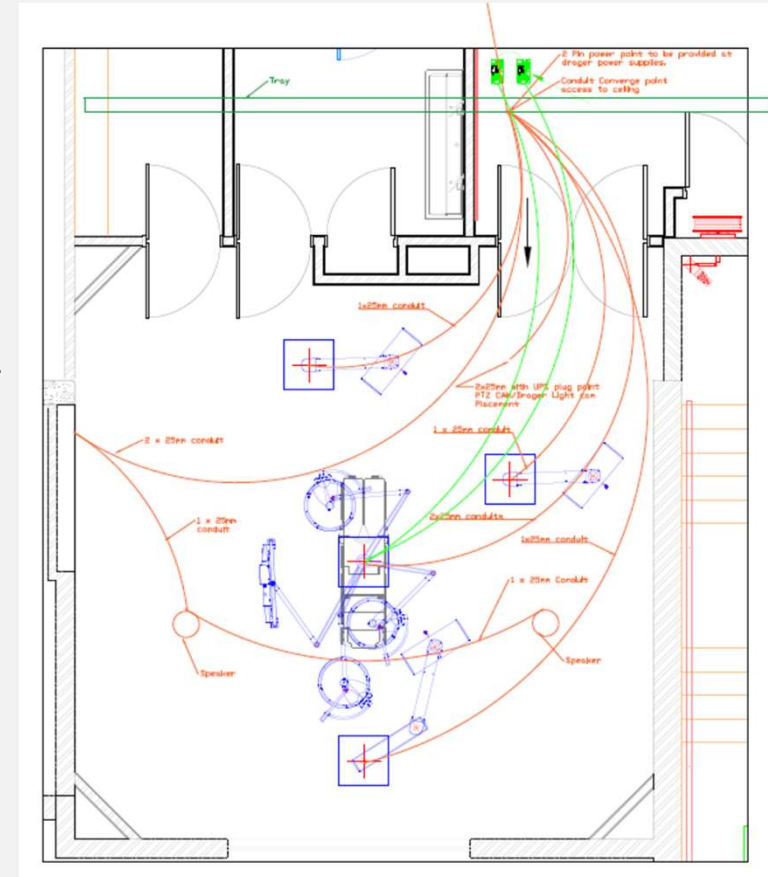 2 Pin power point to be provided at
drager power supplies.
Tray
Conduit Converge point
access to ceiling
1x25mm conduit
2x25mm with UPS plug point
PTZ CAM/Drager Light cam
Placement
1 x 25mm conduit
2 x 25mm conduit
2x25mm conduits
1 x 25mm
conduit
1x25mm conduit
1 x 25mm Conduit
Speaker
Speaker